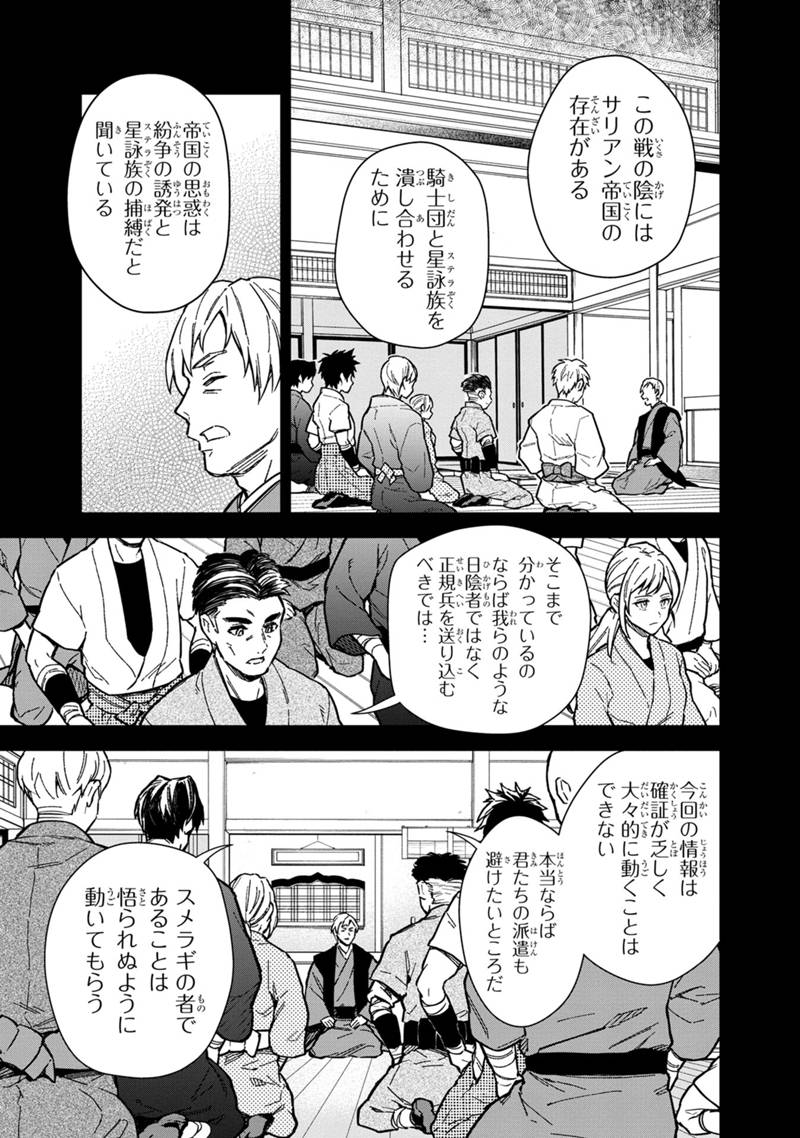 この戦の陰には
サリアン帝国の
存在がある
騎士団と星詠族を
潰し合わせる
ために
帝国の思惑は
紛争の誘発と
星詠族の捕縛だと
聞いている
そこまで
分かっているの
ならば我らのような
日陰者ではなく
正規兵を送り込む
べきでは…
今回の情報は
確証が乏しく
大々的に動くことは
できない
本当ならば
君たちの派遣も
避けたいところだ
スメラギの者で
あることは
悟られぬように
動いてもらう